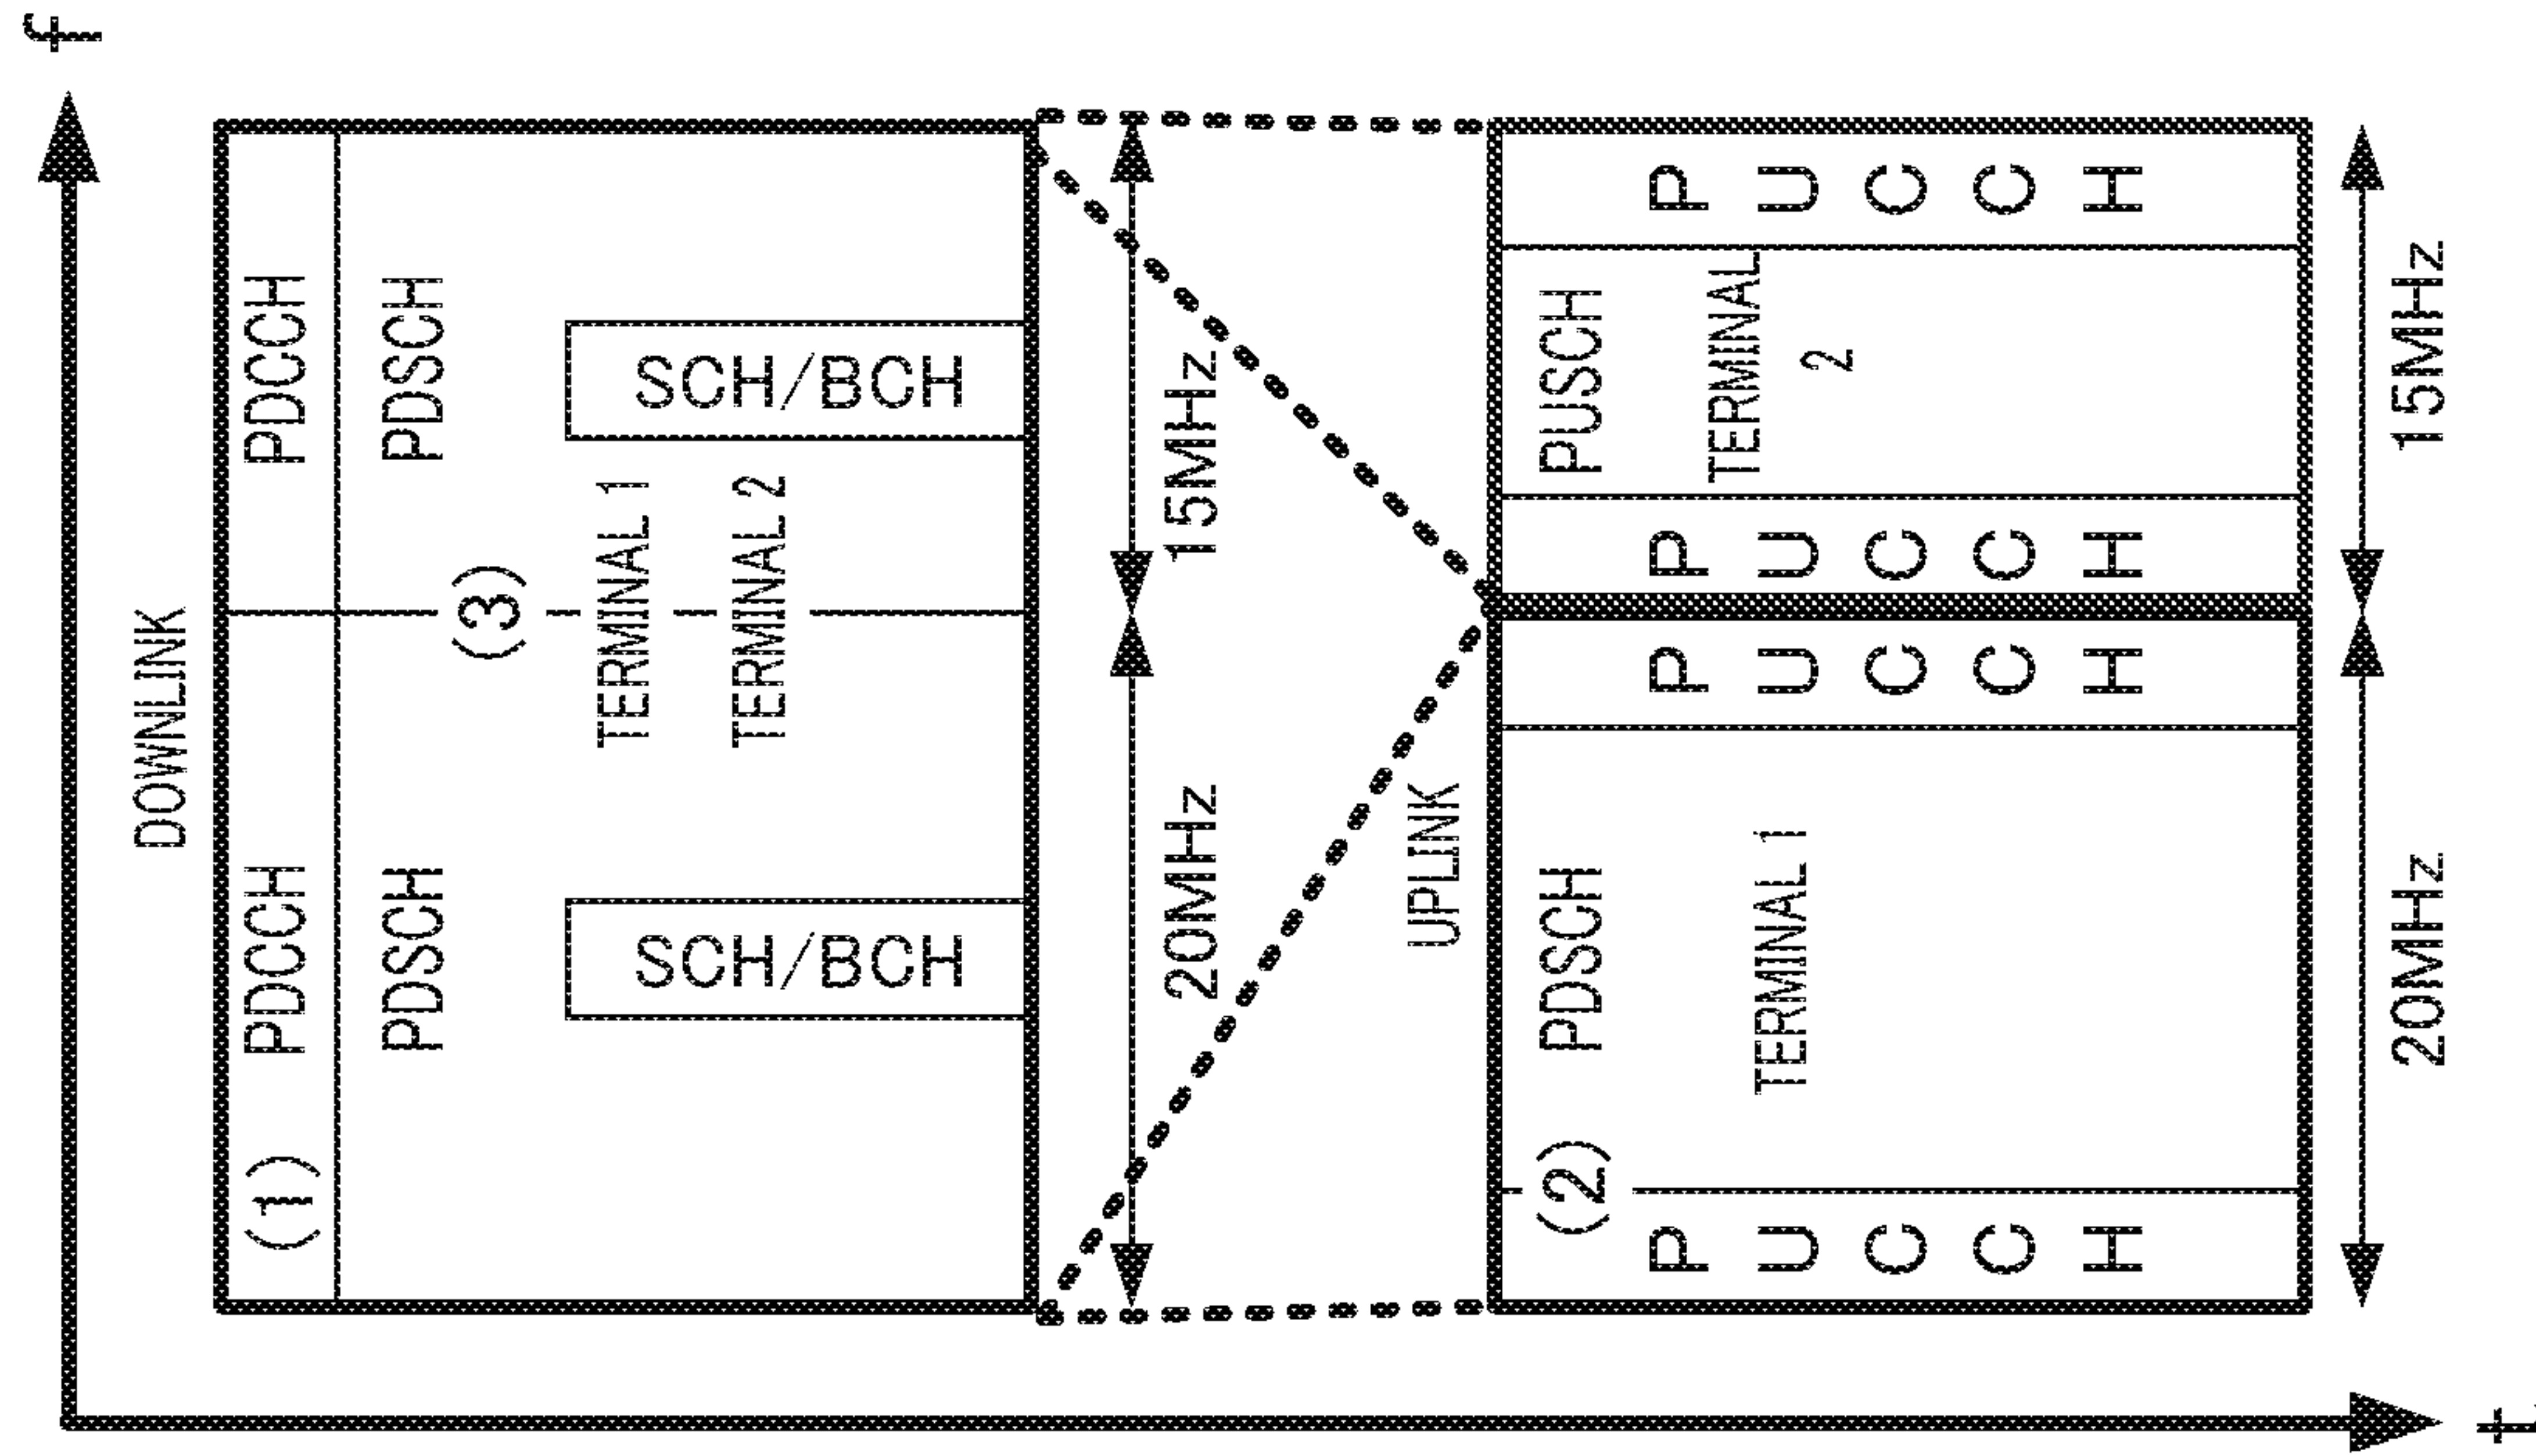 f
DOWNLINK
(1) PDCCH
PDCCH
PDSCH
PDSCH
(3)
TERMINAL 1
TERMINAL 2
SCH/BCH
SCH/BCH
20MHz
15MHz
UPLINK
(2) PDSCH
PUSCH
TERMINAL 1
TERMINAL
2
PUCCH
PUCCH
PUCCH
PUCCH
20MHz
15MHz
t